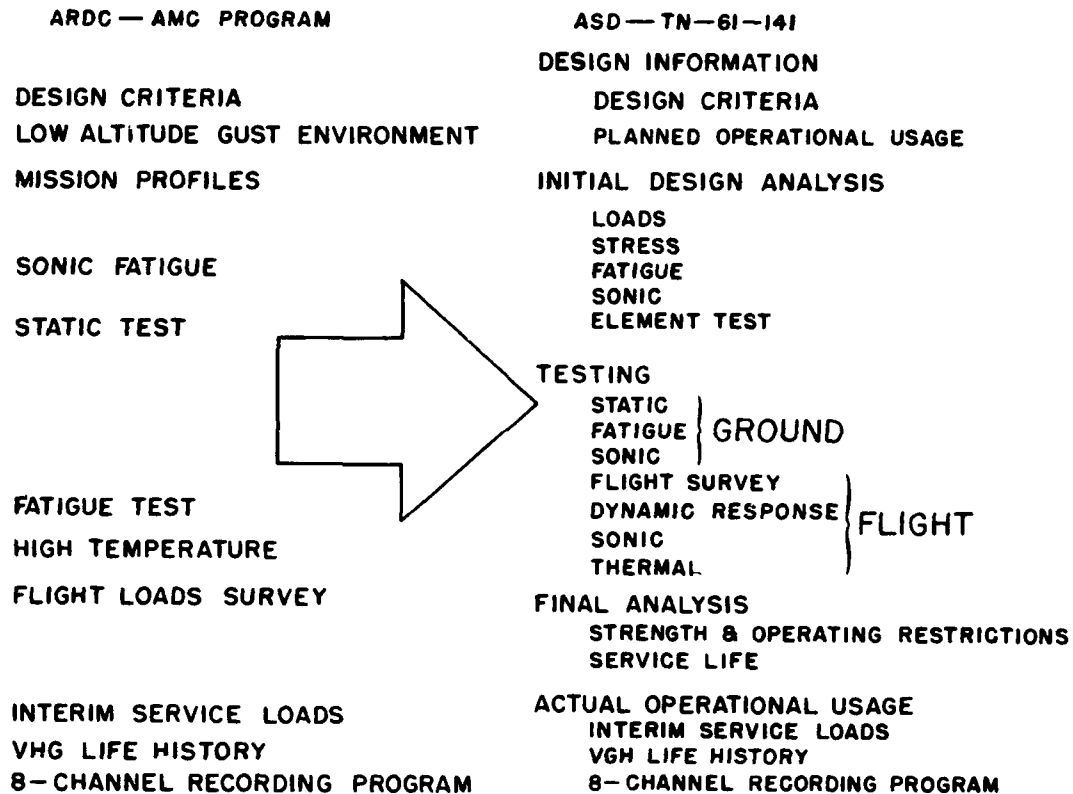 ARDC — AMC PROGRAM
DESIGN CRITERIA
LOW ALTITUDE GUST ENVIRONMENT
MISSION PROFILES
SONIC FATIGUE
STATIC TEST
FATIGUE TEST
HIGH TEMPERATURE
FLIGHT LOADS SURVEY
INTERIM SERVICE LOADS
VHG LIFE HISTORY
8-CHANNEL RECORDING PROGRAM
ASD — TN-61-141
DESIGN INFORMATION
DESIGN CRITERIA
PLANNED OPERATIONAL USAGE
INITIAL DESIGN ANALYSIS
LOADS
STRESS
FATIGUE
SONIC
ELEMENT TEST
TESTING
STATIC
FATIGUE
SONIC
GROUND
FLIGHT SURVEY
DYNAMIC RESPONSE
SONIC
THERMAL
FLIGHT
FINAL ANALYSIS
STRENGTH & OPERATING RESTRICTIONS
SERVICE LIFE
ACTUAL OPERATIONAL USAGE
INTERIM SERVICE LOADS
VGH LIFE HISTORY
8-CHANNEL RECORDING PROGRAM